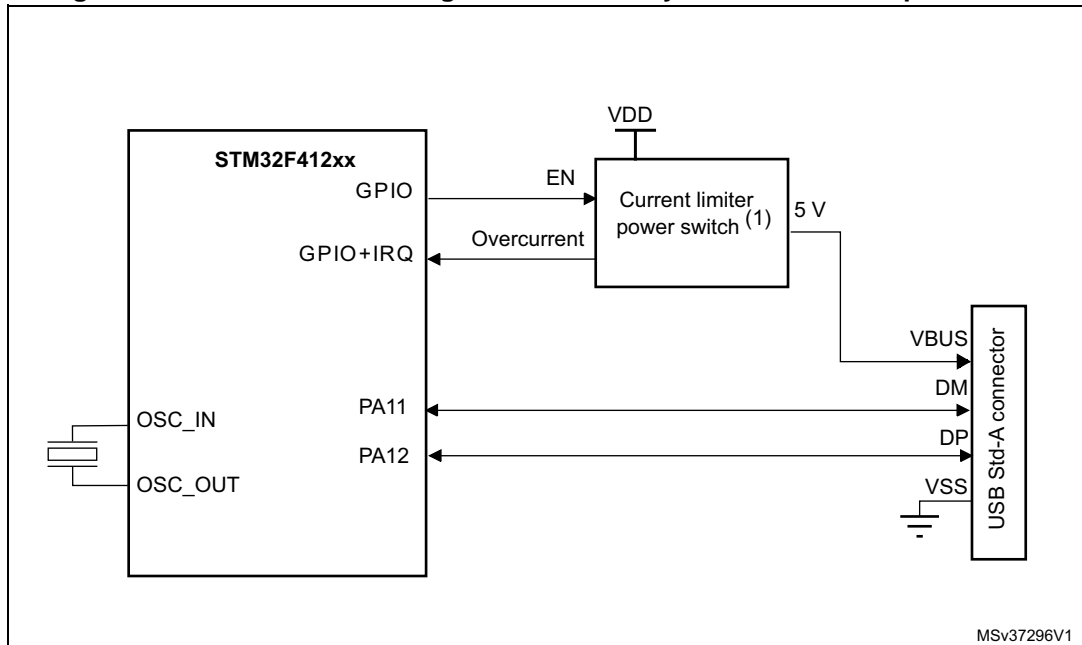 STM32F412xx
GPIO
GPIO+IRQ
OSC_IN
OSC_OUT
PA11
PA12
EN
Overcurrent
VDD
Current limiter
power switch (1)
5 V
VBUS
DM
DP
VSS
USB Std-A connector
MSv37296V1